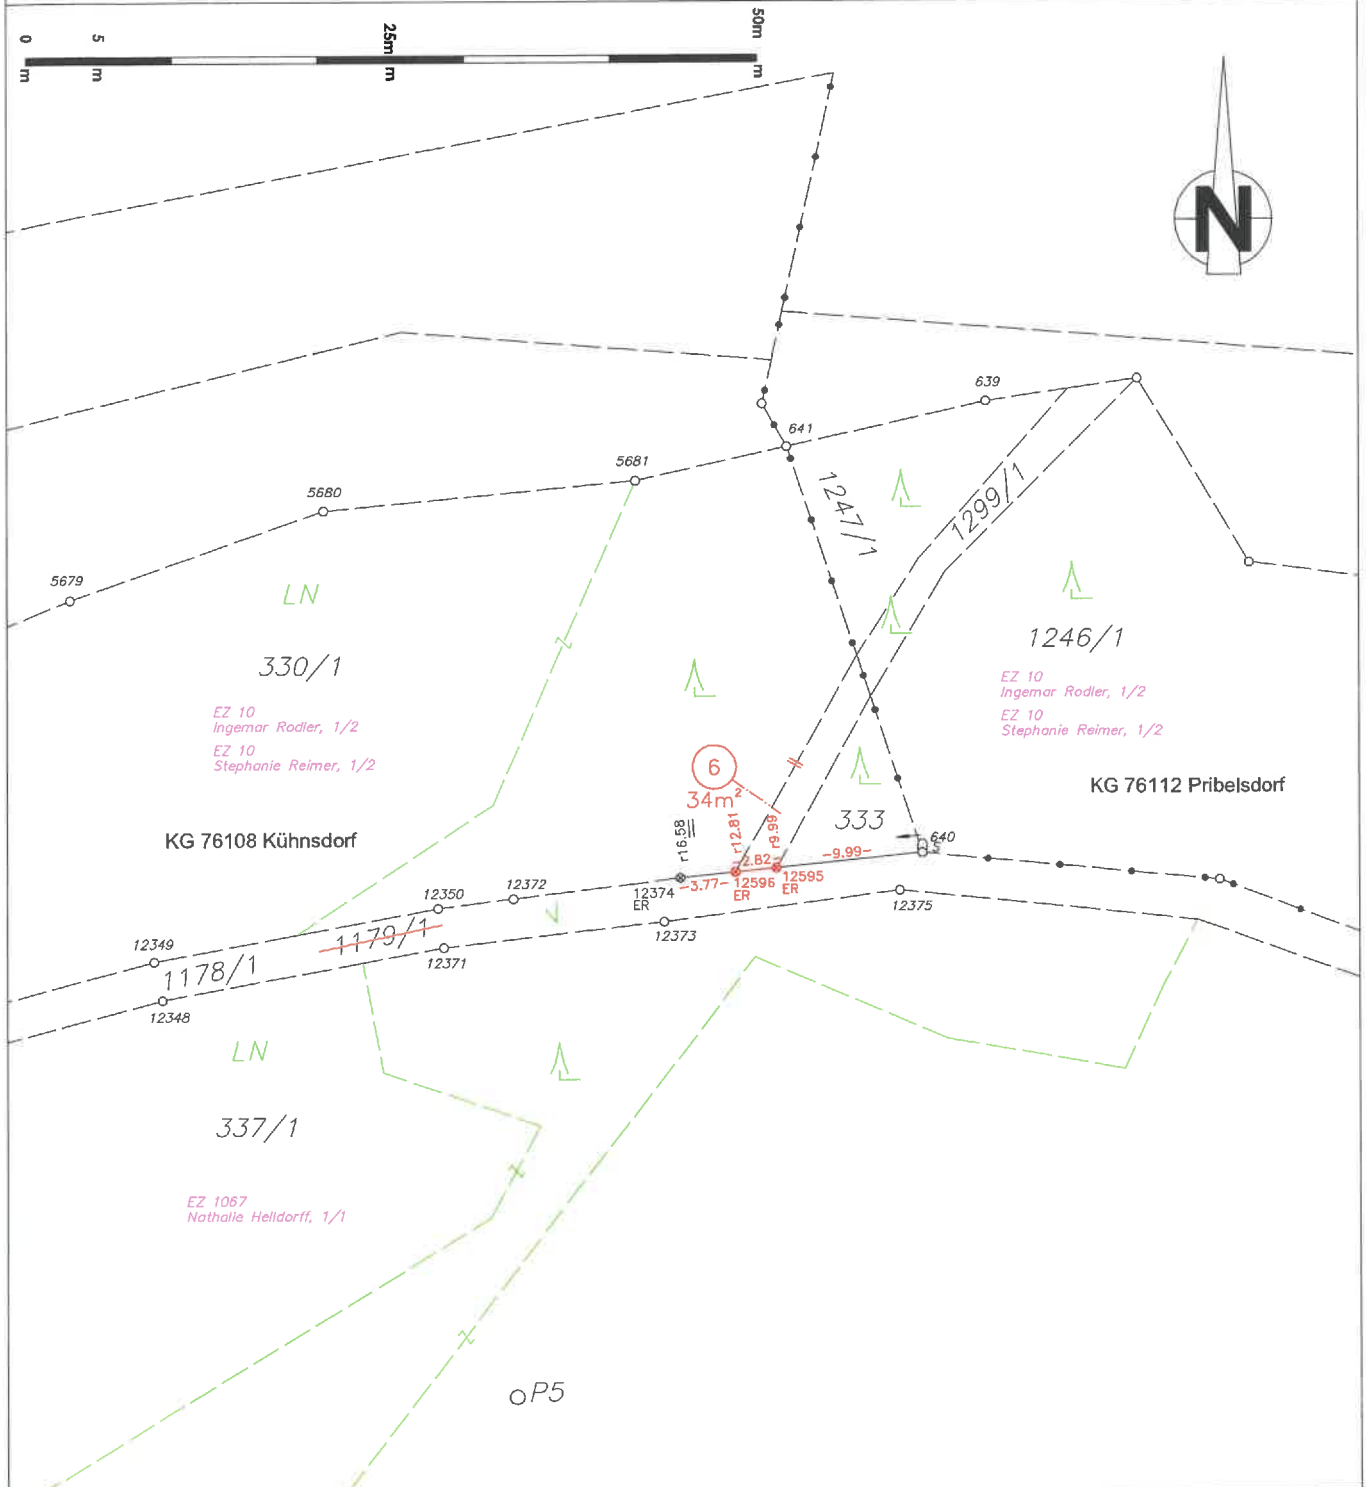 0 m
5 m
25m m
50m m
N
639
641
5681
5680
5679
1247/1
1299/1
LN
330/1
1246/1
EZ 10
Ingemar Rodler, 1/2
EZ 10
Stephanie Reimer, 1/2
EZ 10
Ingemar Rodler, 1/2
EZ 10
Stephanie Reimer, 1/2
6
34m²
KG 76112 Pribelsdorf
KG 76108 Kühnsdorf
r16.58
r12.81
r9.99
333
640
-9.99-
2.82
-3.77-
12595
ER
12596
ER
12374
ER
12372
12350
12375
12373
12349
1179/1
12371
1178/1
12348
LN
337/1
EZ 1067
Nathalie Helldorff, 1/1
P5